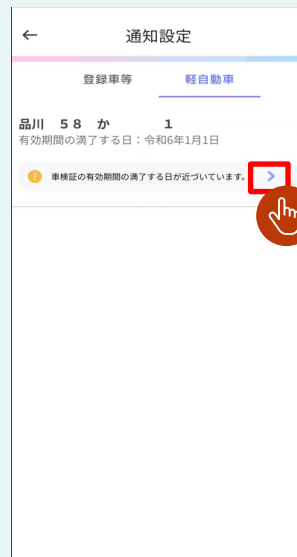 通知設定
登録車等 軽自動車
品川 58 か 1
有効期間の満了する日：令和6年1月1日
車検証の有効期間の満了する日が近づいています。